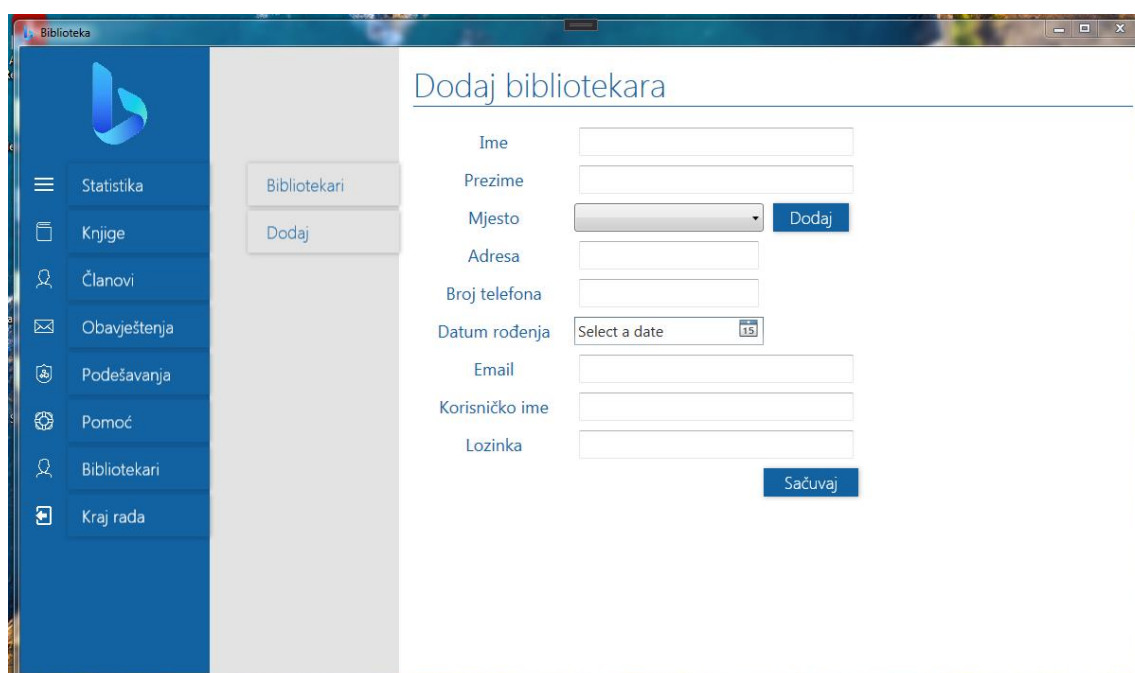 Biblioteka
Statistika
Knjige
Članovi
Obavještenja
Podešavanja
Pomoć
Bibliotekari
Kraj rada
Bibliotekari
Dodaj
Dodaj bibliotekara
Ime
Prezime
Mjesto
Dodaj
Adresa
Broj telefona
Datum rođenja Select a date 15
Email
Korisničko ime
Lozinka
Sačuvaj